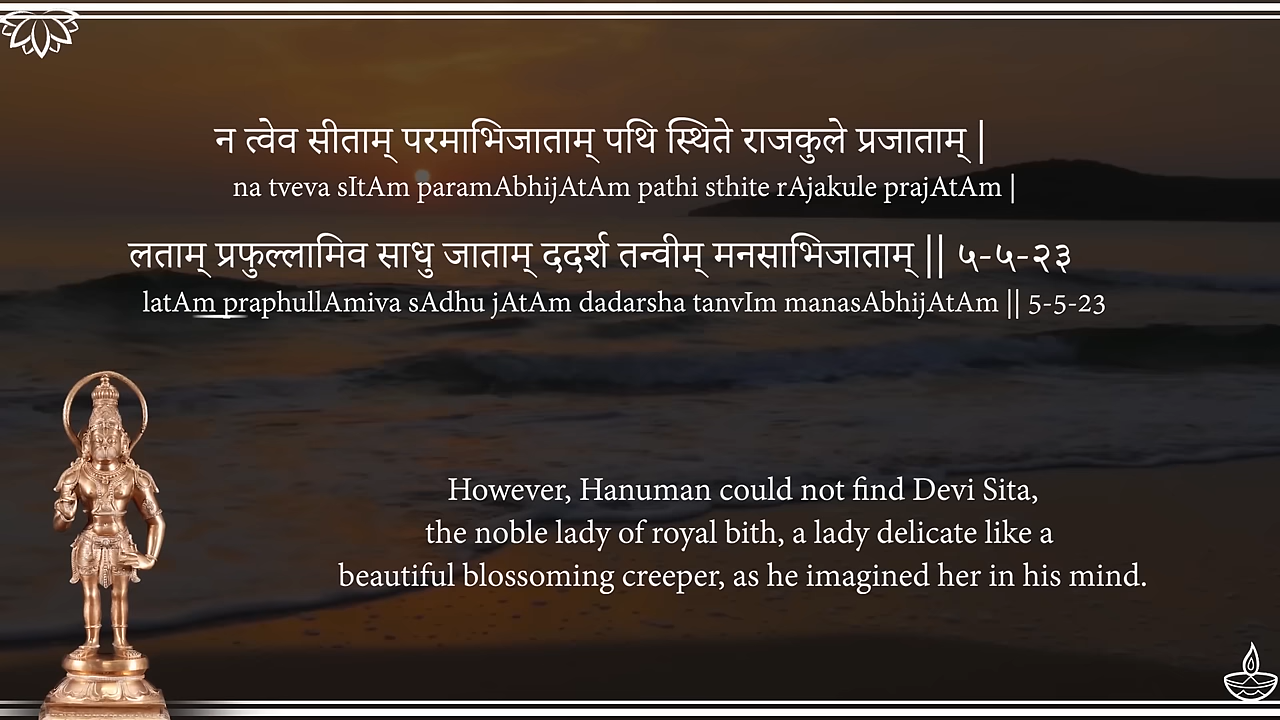 न त्वेव सीताम् परमाभिजाताम् पथि स्थिते राजकुले प्रजाताम् |
na tveva sItAm paramAbhijAtAm pathi sthite rAjakule prajAtAm |
लताम् प्रफुल्लामिव साधु जाताम् ददर्श तन्वीम् मनसाभिजाताम् || ५-५-२३
latAm praphullAmiva sAdhu jAtAm dadarsha tanvIm manasAbhijAtAm || 5-5-23
However, Hanuman could not find Devi Sita,
the noble lady of royal bith, a lady delicate like a
beautiful blossoming creeper, as he imagined her in his mind.